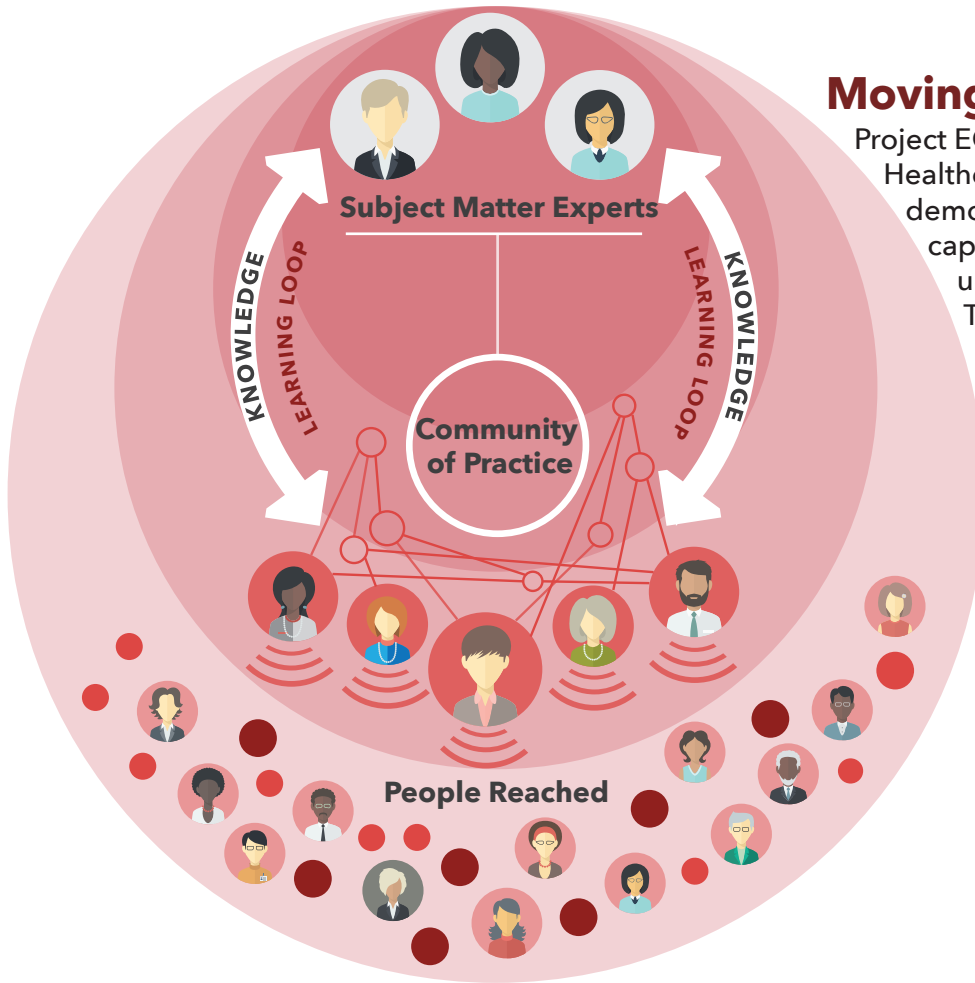 Moving
Project
Healthc
demo
cap
u
T
Subject Matter Experts
KNOWLEDGE
LEARNING LOOP
LEARNING LOOP
KNOWLEDGE
Community
of Practice
People Reached